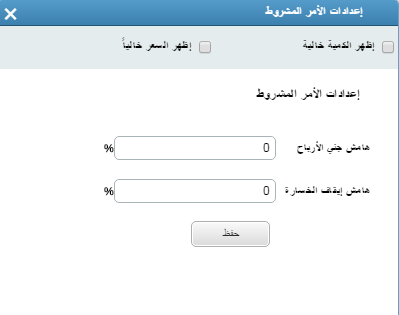 إعدادات الأمر المشروط
إظهر الكمية خالية
إظهر السعر خالياً
إعدادات الأمر المشروط
هامش جني الأرباح 0 %
هامش إيقاف الخسارة 0 %
حفظ